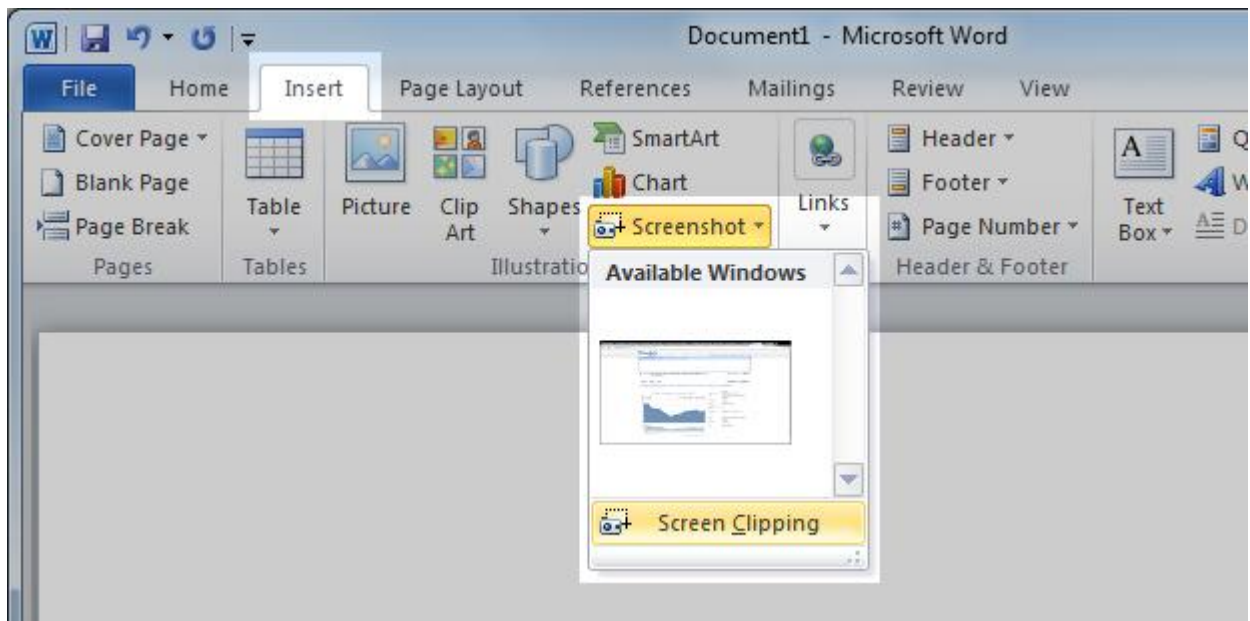 W
Document1 - Microsoft Word
File Home Insert Page Layout References Mailings Review View
Cover Page
Blank Page
Page Break
Pages
Table
Tables
Picture
Clip
Art
Shapes
SmartArt
Chart
Screenshot
Links
Header
Footer
Page Number
Header & Footer
A
Text
Box
Q
W
D
Available Windows
Screen Clipping